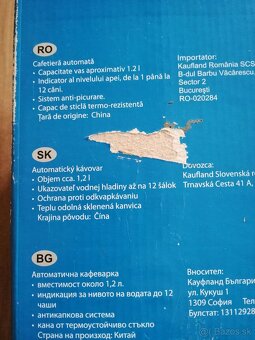 RO
Cafetieră automată
• Capacitate vas aproximativ 1.2 l
• Indicator al nivelului apei, de la 1 până la
12 căni.
• Sistem anti-picurare.
• Capac de sticlă termo-rezistentă
Țară de origine: China
Importator:
Kaufland România SCS
B-dul Barbu Văcărescu,
Sector 2
București
RO-020284
SK
Automatický kávovar
• Objem cca. 1,2 l
• Ukazovateľ vodnej hladiny až na 12 šálok
• Ochrana proti odkvapkávaniu
• Teplu odolná sklenená kanvica
Krajina pôvodu: Čína
Dovozca:
Kaufland Slovenská
Trnavská Cesta 41 A,
BG
Автоматична кафеварка
• вместимост около 1,2 л.
• индикация за нивото на водата до 12
чаши
• антикапкова система
• кана от термоустойчиво стъкло
Страна на произход: Китай
Вносител:
Кауфланд Българи
ул. Кукуш 1
1309 София
Булстат: 13112928
bazos.sk